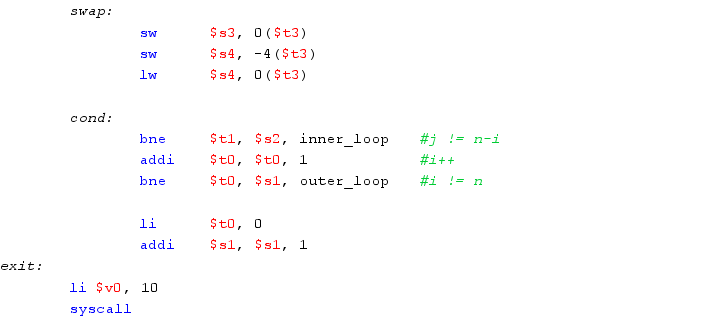 swap:
sw $s3, 0($t3)
sw $s4, -4($t3)
lw $s4, 0($t3)
cond:
bne $t1, $s2, inner_loop #j != n-i
addi $t0, $t0, 1 #i++
bne $t0, $s1, outer_loop #i != n
li $t0, 0
addi $s1, $s1, 1
exit:
li $v0, 10
syscall